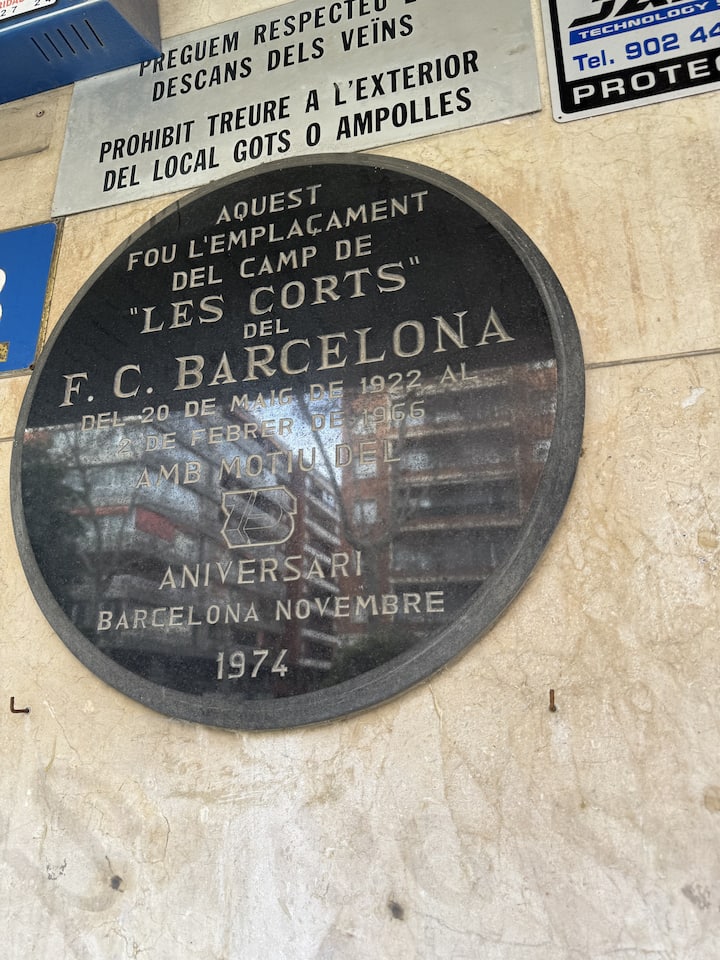 27 24
PREGUEM RESPECTEU
DESCANS DELS VEÏNS
PROHIBIT TREURE A L'EXTERIOR
DEL LOCAL GOTS O AMPOLLES
TECHNOLOGY
Tel. 902 44
AQUEST
FOU L'EMPLAÇAMENT
DEL CAMP DE
"LES CORTS"
DEL
F. C. BARCELONA
DEL 20 DE MAIG DE 1922 AL
2 DE FEBRER DE 1966
AMB MOTIU DEL
ANIVERSARI
BARCELONA NOVEMBRE
1974